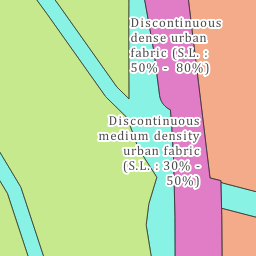 Discontinuous
dense urban
fabric (S.L. :
50% - 80%)
Discontinuous
medium density
urban fabric
(S.L. : 30% -
50%)